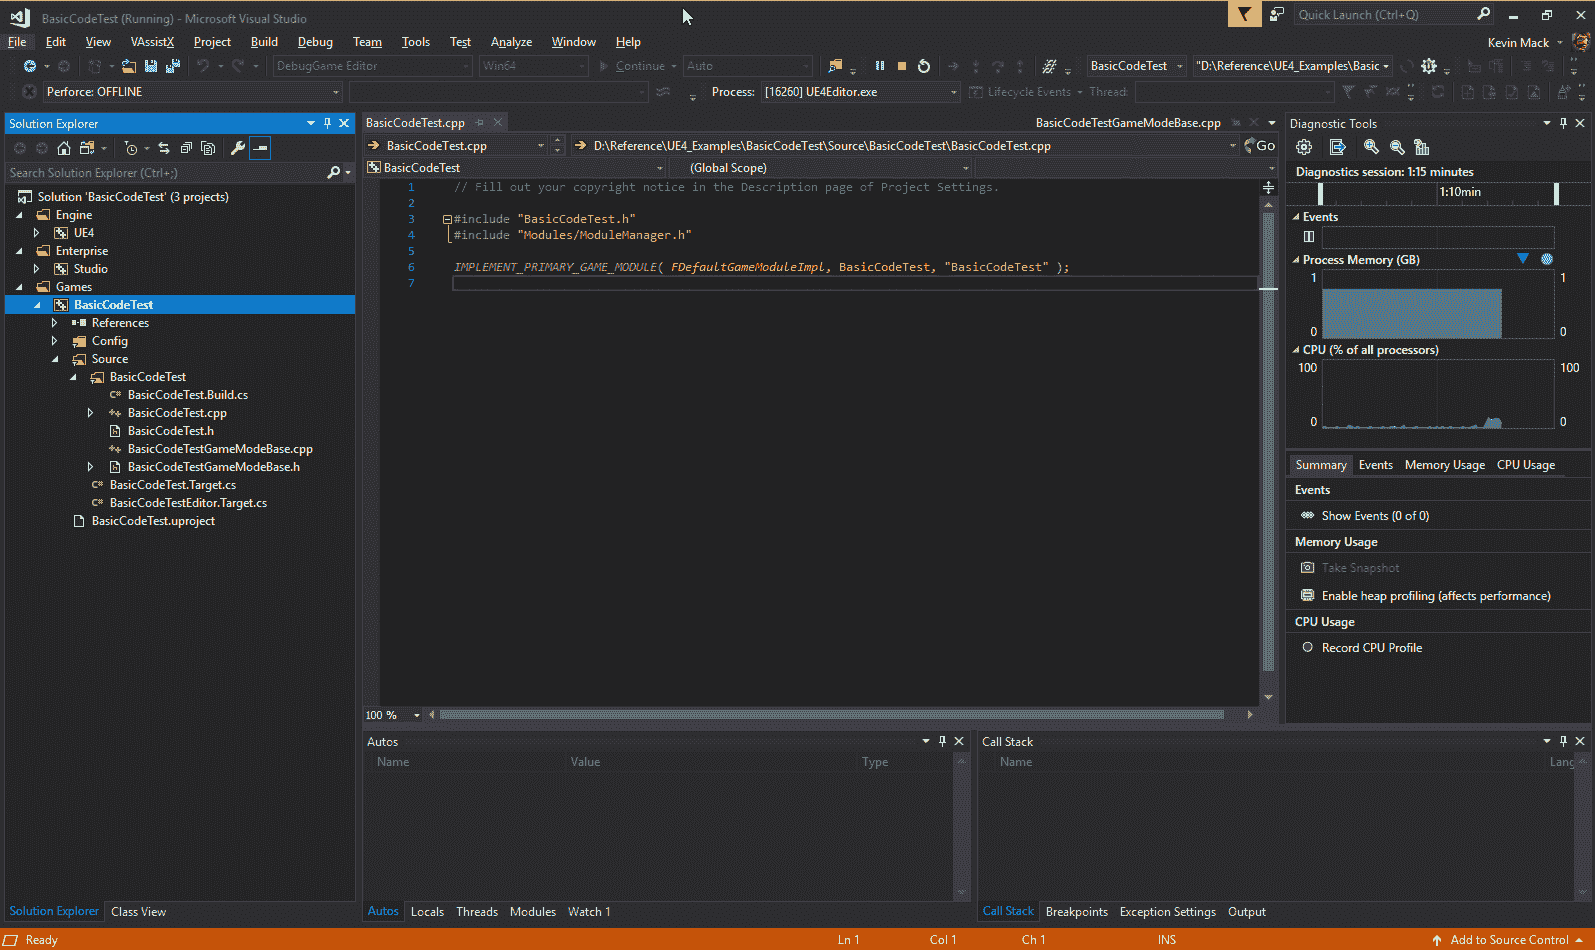 BasicCodeTest (Running) - Microsoft Visual Studio
Quick Launch (Ctrl+Q)
File Edit View VAssistX Project Build Debug Team Tools Test Analyze Window Help
Kevin Mack
DebugGame Editor Win64 Continue Auto BasicCodeTest "D:\Reference\UE4_Examples\Basic
Perforce: OFFLINE Process: [16260] UE4Editor.exe Lifecycle Events Thread:
Solution Explorer
Search Solution Explorer (Ctrl+;)
Solution 'BasicCodeTest' (3 projects)
Engine
UE4
Enterprise
Studio
Games
BasicCodeTest
References
Config
Source
BasicCodeTest
BasicCodeTest.Build.cs
BasicCodeTest.cpp
BasicCodeTest.h
BasicCodeTestGameModeBase.cpp
BasicCodeTestGameModeBase.h
BasicCodeTest.Target.cs
BasicCodeTestEditor.Target.cs
BasicCodeTest.uproject
Solution Explorer Class View
BasicCodeTest.cpp BasicCodeTestGameModeBase.cpp
BasicCodeTest.cpp D:\Reference\UE4_Examples\BasicCodeTest\Source\BasicCodeTest\BasicCodeTest.cpp Go
BasicCodeTest (Global Scope)
1 // Fill out your copyright notice in the Description page of Project Settings.
2
3 #include "BasicCodeTest.h"
4 #include "Modules/ModuleManager.h"
5
6 IMPLEMENT_PRIMARY_GAME_MODULE( FDefaultGameModuleImpl, BasicCodeTest, "BasicCodeTest" );
7
100 %
Diagnostic Tools
Diagnostics session: 1:15 minutes
1:10min
Events
Process Memory (GB)
1 1
0 0
CPU (% of all processors)
100 100
0 0
Summary Events Memory Usage CPU Usage
Events
Show Events (0 of 0)
Memory Usage
Take Snapshot
Enable heap profiling (affects performance)
CPU Usage
Record CPU Profile
Autos
Name Value Type
Autos Locals Threads Modules Watch 1
Call Stack
Name Lang
Call Stack Breakpoints Exception Settings Output
Ready Ln 1 Col 1 Ch 1 INS Add to Source Control